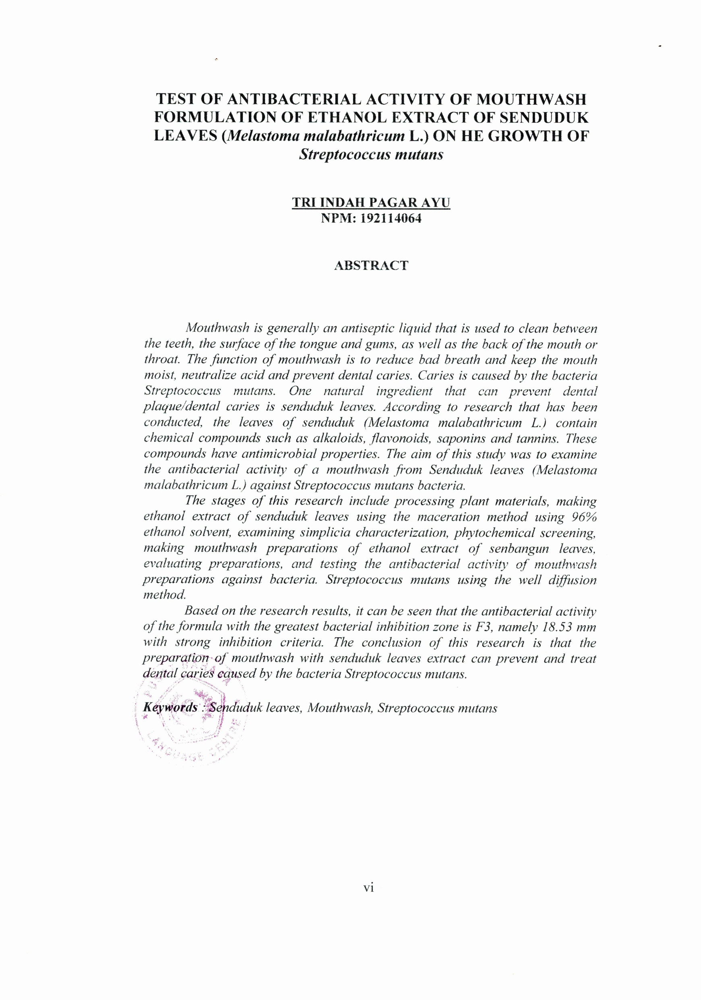 TEST OF ANTIBACTERIAL ACTIVITY OF MOUTHWASH
FORMULATION OF ETHANOL EXTRACT OF SENDUDUK
LEAVES (Melastoma malabathricum L.) ON HE GROWTH OF
Streptococcus mutans
TRI INDAH PAGAR AYU
NPM: 192114064
ABSTRACT
Mouthwash is generally an antiseptic liquid that is used to clean between
the teeth, the surface of the tongue and gums, as well as the back of the mouth or
throat. The function of mouthwash is to reduce bad breath and keep the mouth
moist, neutralize acid and prevent dental caries. Caries is caused by the bacteria
Streptococcus mutans. One natural ingredient that can prevent dental
plaque/dental caries is senduduk leaves. According to research that has been
conducted, the leaves of senduduk (Melastoma malabathricum L.) contain
chemical compounds such as alkaloids, flavonoids, saponins and tannins. These
compounds have antimicrobial properties. The aim of this study was to examine
the antibacterial activity of a mouthwash from Senduduk leaves (Melastoma
malabathricum L.) against Streptococcus mutans bacteria.
The stages of this research include processing plant materials, making
ethanol extract of senduduk leaves using the maceration method using 96%
ethanol solvent, examining simplicia characterization, phytochemical screening,
making mouthwash preparations of ethanol extract of senbangun leaves,
evaluating preparations, and testing the antibacterial activity of mouthwash
preparations against bacteria. Streptococcus mutans using the well diffusion
method.
Based on the research results, it can be seen that the antibacterial activity
of the formula with the greatest bacterial inhibition zone is F3, namely 18.53 mm
with strong inhibition criteria. The conclusion of this research is that the
preparation of mouthwash with senduduk leaves extract can prevent and treat
dental caries caused by the bacteria Streptococcus mutans.
Keywords : Senduduk leaves, Mouthwash, Streptococcus mutans
LANGUAGE CENTRE
vi